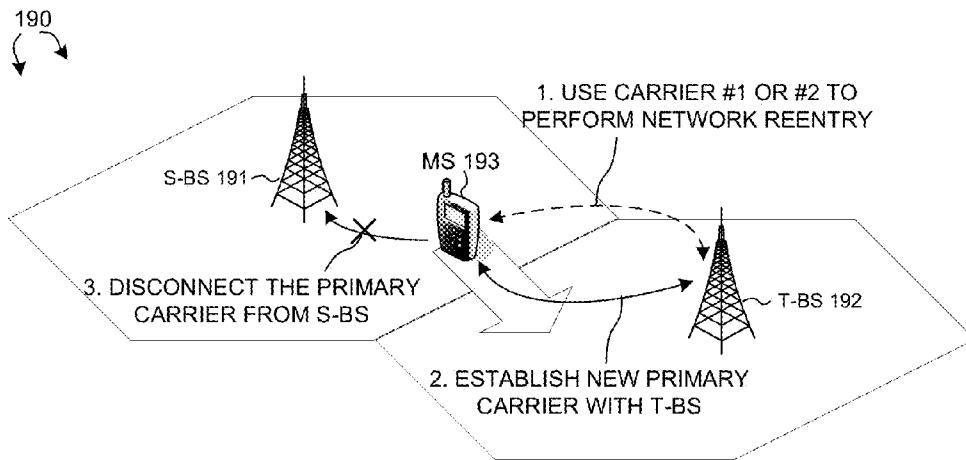 190
1. USE CARRIER #1 OR #2 TO
PERFORM NETWORK REENTRY
MS 193
S-BS 191
3. DISCONNECT THE PRIMARY
CARRIER FROM S-BS
T-BS 192
2. ESTABLISH NEW PRIMARY
CARRIER WITH T-BS